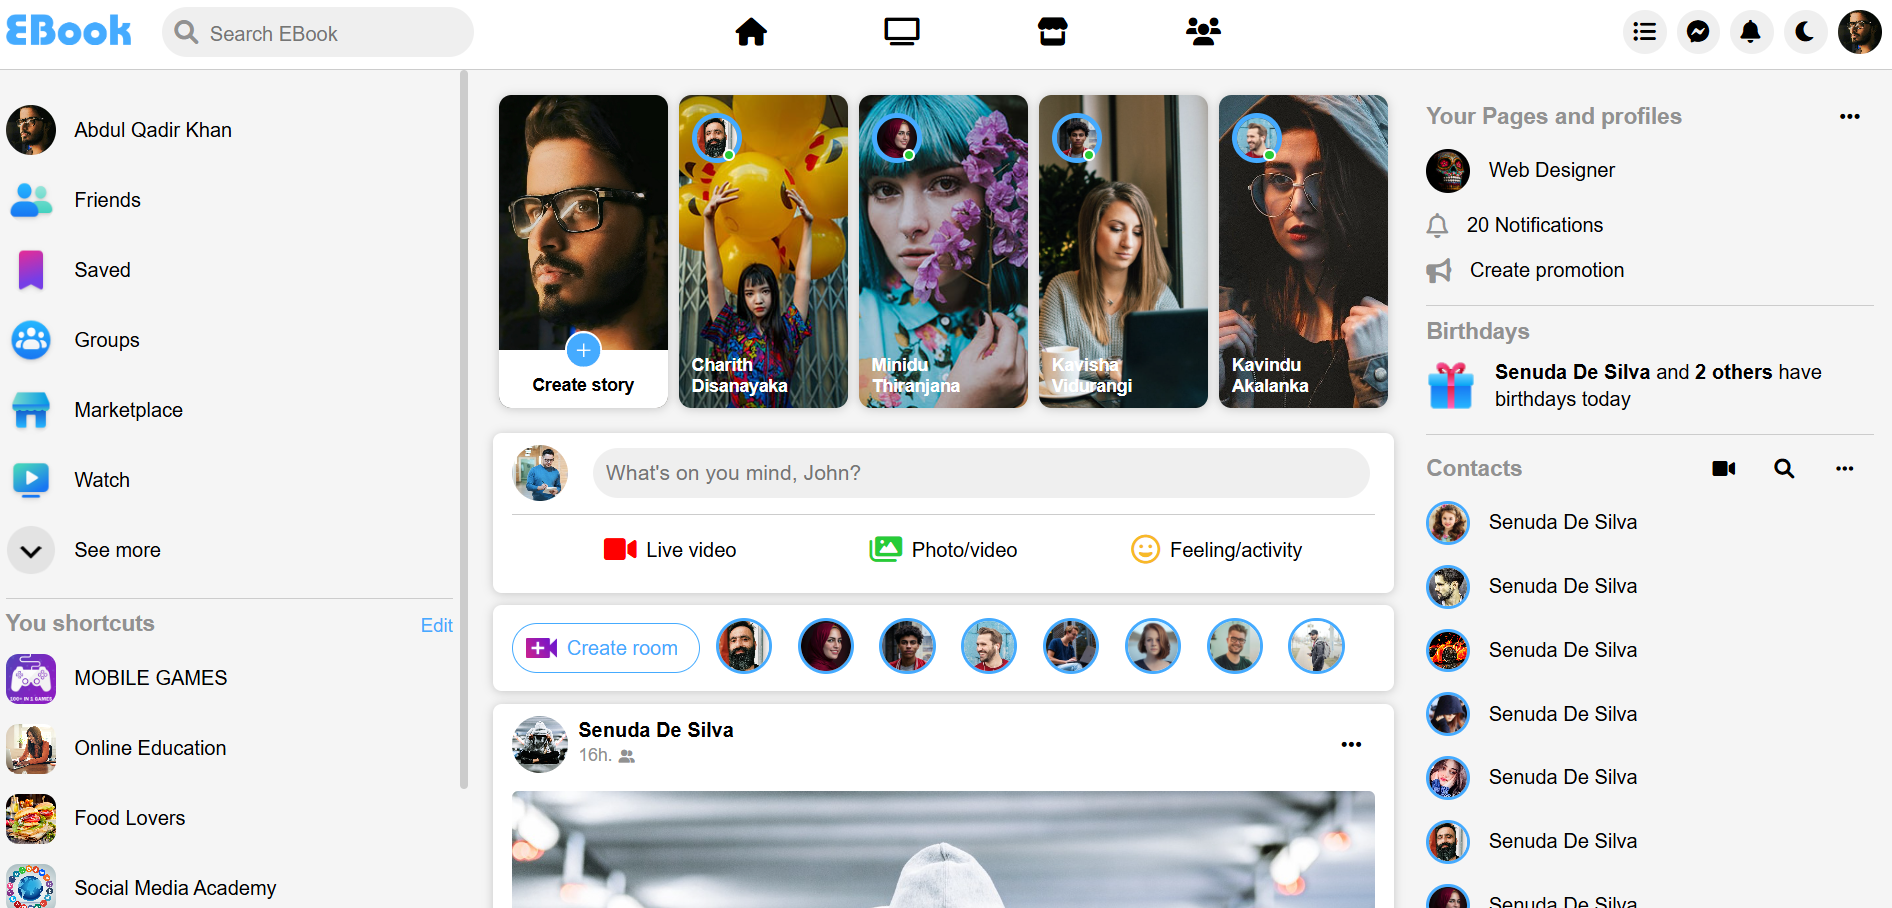 EBook
Search EBook
Abdul Qadir Khan
Friends
Saved
Groups
Marketplace
Watch
See more
You shortcuts
Edit
MOBILE GAMES
Online Education
Food Lovers
Social Media Academy
Create story
Charith
Disanayaka
Minidu
Thiranjana
Kavisha
Vidurangi
Kavindu
Akalanka
What's on you mind, John?
Live video
Photo/video
Feeling/activity
Create room
Senuda De Silva
16h.
Your Pages and profiles
Web Designer
20 Notifications
Create promotion
Birthdays
Senuda De Silva and 2 others have
birthdays today
Contacts
Senuda De Silva
Senuda De Silva
Senuda De Silva
Senuda De Silva
Senuda De Silva
Senuda De Silva
Senuda De Silva